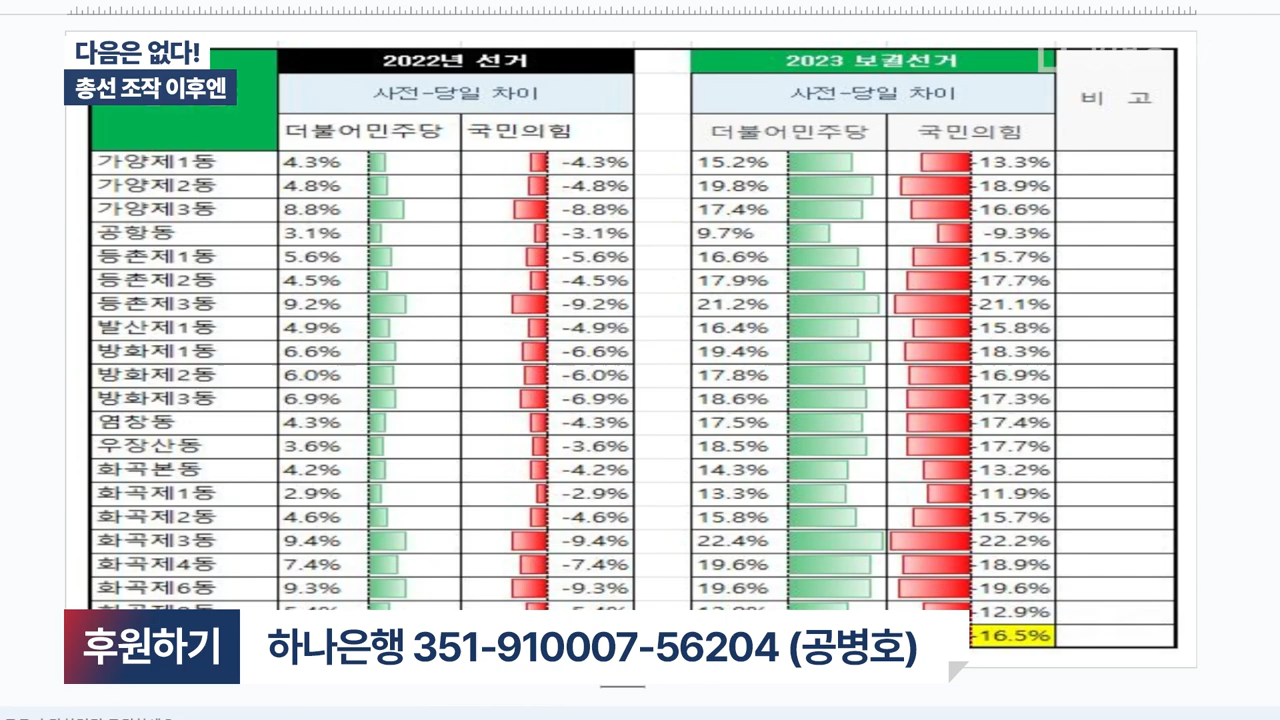 다음은 없다!
총선 조작 이후엔
2022년 선거 2023 보궐선거
사전-당일 차이 사전-당일 차이 비 고
더불어민주당 국민의힘 더불어민주당 국민의힘
가양제1동 4.3% -4.3% 15.2% -13.3%
가양제2동 4.8% -4.8% 19.8% -18.9%
가양제3동 8.8% -8.8% 17.4% -16.6%
공항동 3.1% -3.1% 9.7% -9.3%
등촌제1동 5.6% -5.6% 16.6% -15.7%
등촌제2동 4.5% -4.5% 17.9% -17.7%
등촌제3동 9.2% -9.2% 21.2% -21.1%
발산제1동 4.9% -4.9% 16.4% -15.8%
방화제1동 6.6% -6.6% 19.4% -18.3%
방화제2동 6.0% -6.0% 17.8% -16.9%
방화제3동 6.9% -6.9% 18.6% -17.3%
염창동 4.3% -4.3% 17.5% -17.4%
우장산동 3.6% -3.6% 18.5% -17.7%
화곡본동 4.2% -4.2% 14.3% -13.2%
화곡제1동 2.9% -2.9% 13.3% -11.9%
화곡제2동 4.6% -4.6% 15.8% -15.7%
화곡제3동 9.4% -9.4% 22.4% -22.2%
화곡제4동 7.4% -7.4% 19.6% -18.9%
화곡제6동 9.3% -9.3% 19.6% -19.6%
-12.9%
-16.5%
후원하기 하나은행 351-910007-56204 (공병호)